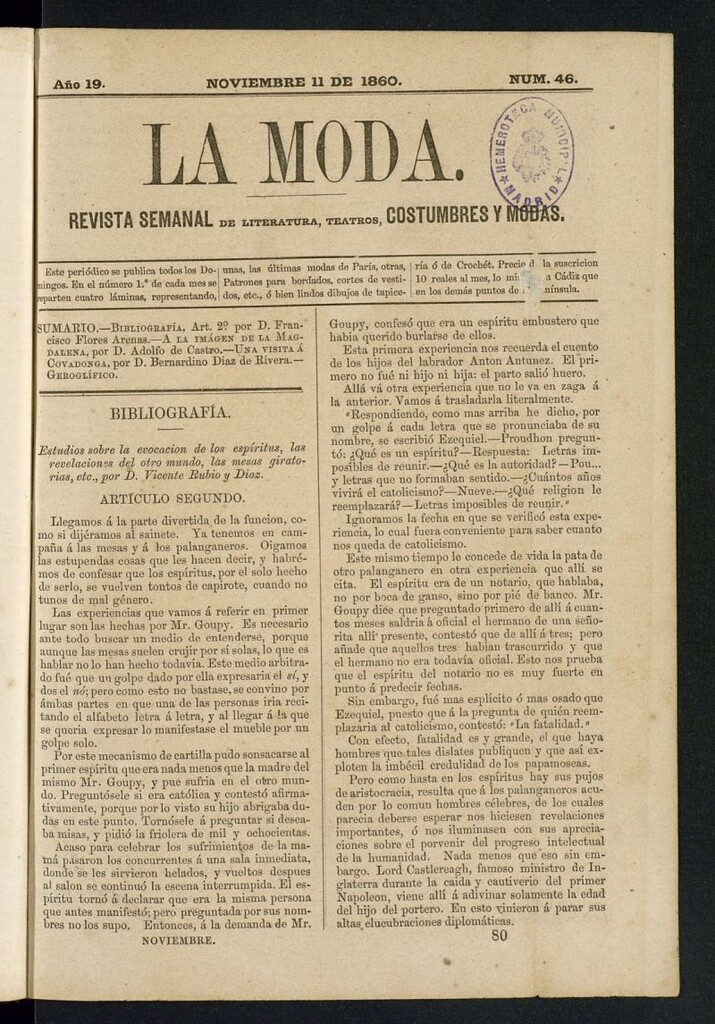 Año 19.
NOVIEMBRE 11 DE 1860.
NUM. 46.
LA MODA.
HEMEROTECA MUNICIPAL
MADRID
REVISTA SEMANAL DE LITERATURA, TEATROS, COSTUMBRES Y MODAS.
Este periódico se publica todos los Do-
mingos. En el número 1.º de cada mes se
reparten cuatro láminas, representando,
unas, las últimas modas de París, otras,
Patrones para bordados, cortes de vesti-
dos, etc., ó bien lindos dibujos de tapice-
ría ó de Crochét. Precio d la suscricion
10 reales al mes, lo mi a Cádiz que
en los demás puntos de nínsula.
SUMARIO.—BIBLIOGRAFÍA, Art. 2º por D. Fran-
cisco Flores Arenas.—A LA IMÁGEN DE LA MAG-
DALENA, por D. Adolfo de Castro.—UNA VISITA Á
COVADONGA, por D. Bernardino Diaz de Rivera.—
GEROGLÍFICO.
BIBLIOGRAFÍA.
Estudios sobre la evocacion de los espíritus, las
revelaciones del otro mundo, las mesas girato-
rias, etc., por D. Vicente Rubio y Diaz.
ARTÍCULO SEGUNDO.
Llegamos á la parte divertida de la funcion, co-
mo si dijéramos al sainete. Ya tenemos en cam-
paña á las mesas y á los palanganeros. Oigamos
las estupendas cosas que les hacen decir, y habré-
mos de confesar que los espíritus, por el solo hecho
de serlo, se vuelven tontos de capirote, cuando no
tunos de mal género.
Las experiencias que vamos á referir en primer
lugar son las hechas por Mr. Goupy. Es necesario
ante todo buscar un medio de entenderse, porque
aunque las mesas suelen crujir por sí solas, lo que es
hablar no lo han hecho todavía. Este medio arbitra-
do fué que un golpe dado por ella expresaria el sí, y
dos el nó; pero como esto no bastase, se convino por
ámbas partes en que una de las personas iria reci-
tando el alfabeto letra á letra, y al llegar á la que
se queria expresar lo manifestase el mueble por un
golpe solo.
Por este mecanismo de cartilla pudo sonsacarse al
primer espíritu que era nada menos que la madre del
mismo Mr. Goupy, y pue sufria en el otro mun-
do. Preguntósele si era católica y contestó afirma-
tivamente, porque por lo visto su hijo abrigaba du-
das en este punto. Tornósele á preguntar si desea-
ba misas, y pidió la friolera de mil y ochocientas.
Acaso para celebrar los sufrimientos de la ma-
má pasaron los concurrentes á una sala inmediata,
donde se les sirvieron helados, y vueltos despues
al salon se continuó la escena interrumpida. El es-
píritu tornó á declarar que era la misma persona
que antes manifestó; pero preguntada por sus nom-
bres no los supo. Entonces, á la demanda de Mr.
NOVIEMBRE.
Goupy, confesó que era un espíritu embustero que
habia querido burlarse de ellos.
Esta primera experiencia nos recuerda el cuento
de los hijos del labrador Anton Antunez. El pri-
mero no fué ni hijo ni hija: el parto salió huero.
Allá vá otra experiencia que no le va en zaga á
la anterior. Vamos á trasladarla literalmente.
"Respondiendo, como mas arriba he dicho, por
un golpe á cada letra que se pronunciaba de su
nombre, se escribió Ezequiel.—Proudhon pregun-
tó: ¿Qué es un espíritu?—Respuesta: Letras im-
posibles de reunir.—¿Qué es la autoridad?—Pou...
y letras que no formaban sentido.—¿Cuántos años
vivirá el catolicismo?—Nueve.—¿Qué religion le
reemplazará?—Letras imposibles de reunir."
Ignoramos la fecha en que se verificó esta expe-
riencia, lo cual fuera conveniente para saber cuanto
nos queda de catolicismo.
Este mismo tiempo le concede de vida la pata de
otro palanganero en otra experiencia que allí se
cita. El espíritu era de un notario, que hablaba,
no por boca de ganso, sino por pié de banco. Mr.
Goupy dice que preguntado primero de allí á cuan-
tos meses saldria á oficial el hermano de una seño-
rita allí presente, contestó que de allí á tres; pero
añade que aquellos tres habian trascurrido y que
el hermano no era todavía oficial. Esto nos prueba
que el espíritu del notario no es muy fuerte en
punto á predecir fechas.
Sin embargo, fué mas esplícito ó mas osado que
Ezequiel, puesto que á la pregunta de quién reem-
plazaria al catolicismo, contestó: "La fatalidad."
Con efecto, fatalidad es y grande, el que haya
hombres que tales dislates publiquen y que así ex-
ploten la imbécil credulidad de los papamoscas.
Pero como hasta en los espíritus hay sus pujos
de aristocracia, resulta que á los palanganeros acu-
den por lo comun hombres célebres, de los cuales
parecia deberse esperar nos hiciesen revelaciones
importantes, ó nos iluminasen con sus aprecia-
ciones sobre el porvenir del progreso intelectual
de la humanidad. Nada menos que eso sin em-
bargo. Lord Castlereagh, famoso ministro de In-
glaterra durante la caida y cautiverio del primer
Napoleon, viene allí á adivinar solamente la edad
del hijo del portero. En esto vinieron á parar sus
altas elucubraciones diplomáticas.
80